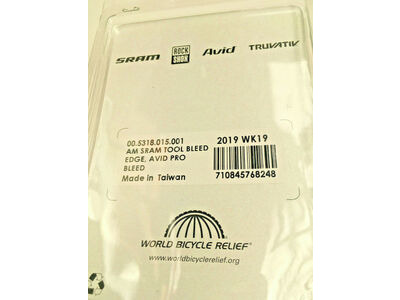 SRAM ROCK SHOX Avid TRUVATIV
00.5318.015.001
AM SRAM TOOL BLEED
EDGE, AVID PRO
BLEED
Made in Taiwan
2019 WK19
710845768248
WORLD BICYCLE RELIEF®
www.worldbicyclerelief.org